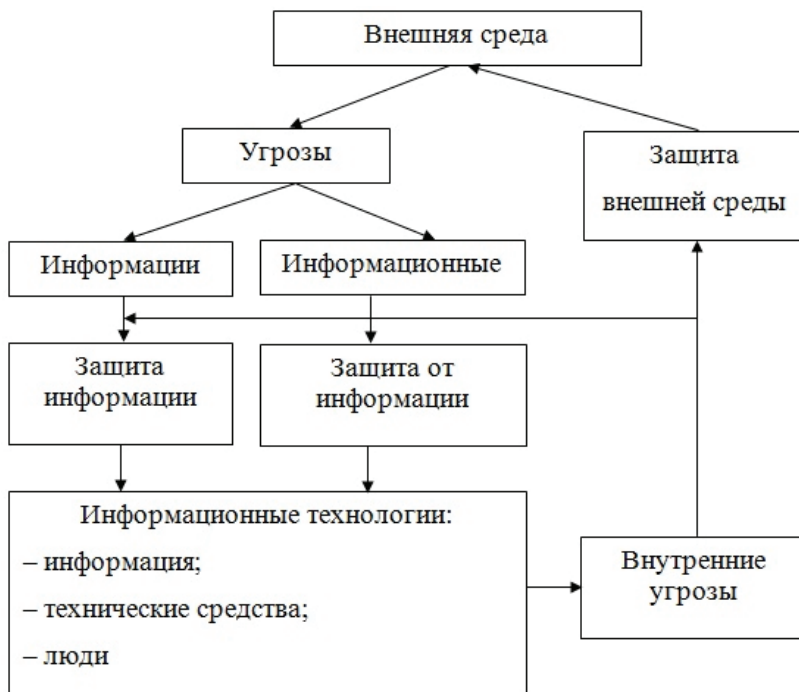 Внешняя среда
Угрозы
Защита
внешней среды
Информации
Информационные
Защита
информации
Защита от
информации
Информационные технологии:
– информация;
– технические средства;
– люди
Внутренние
угрозы